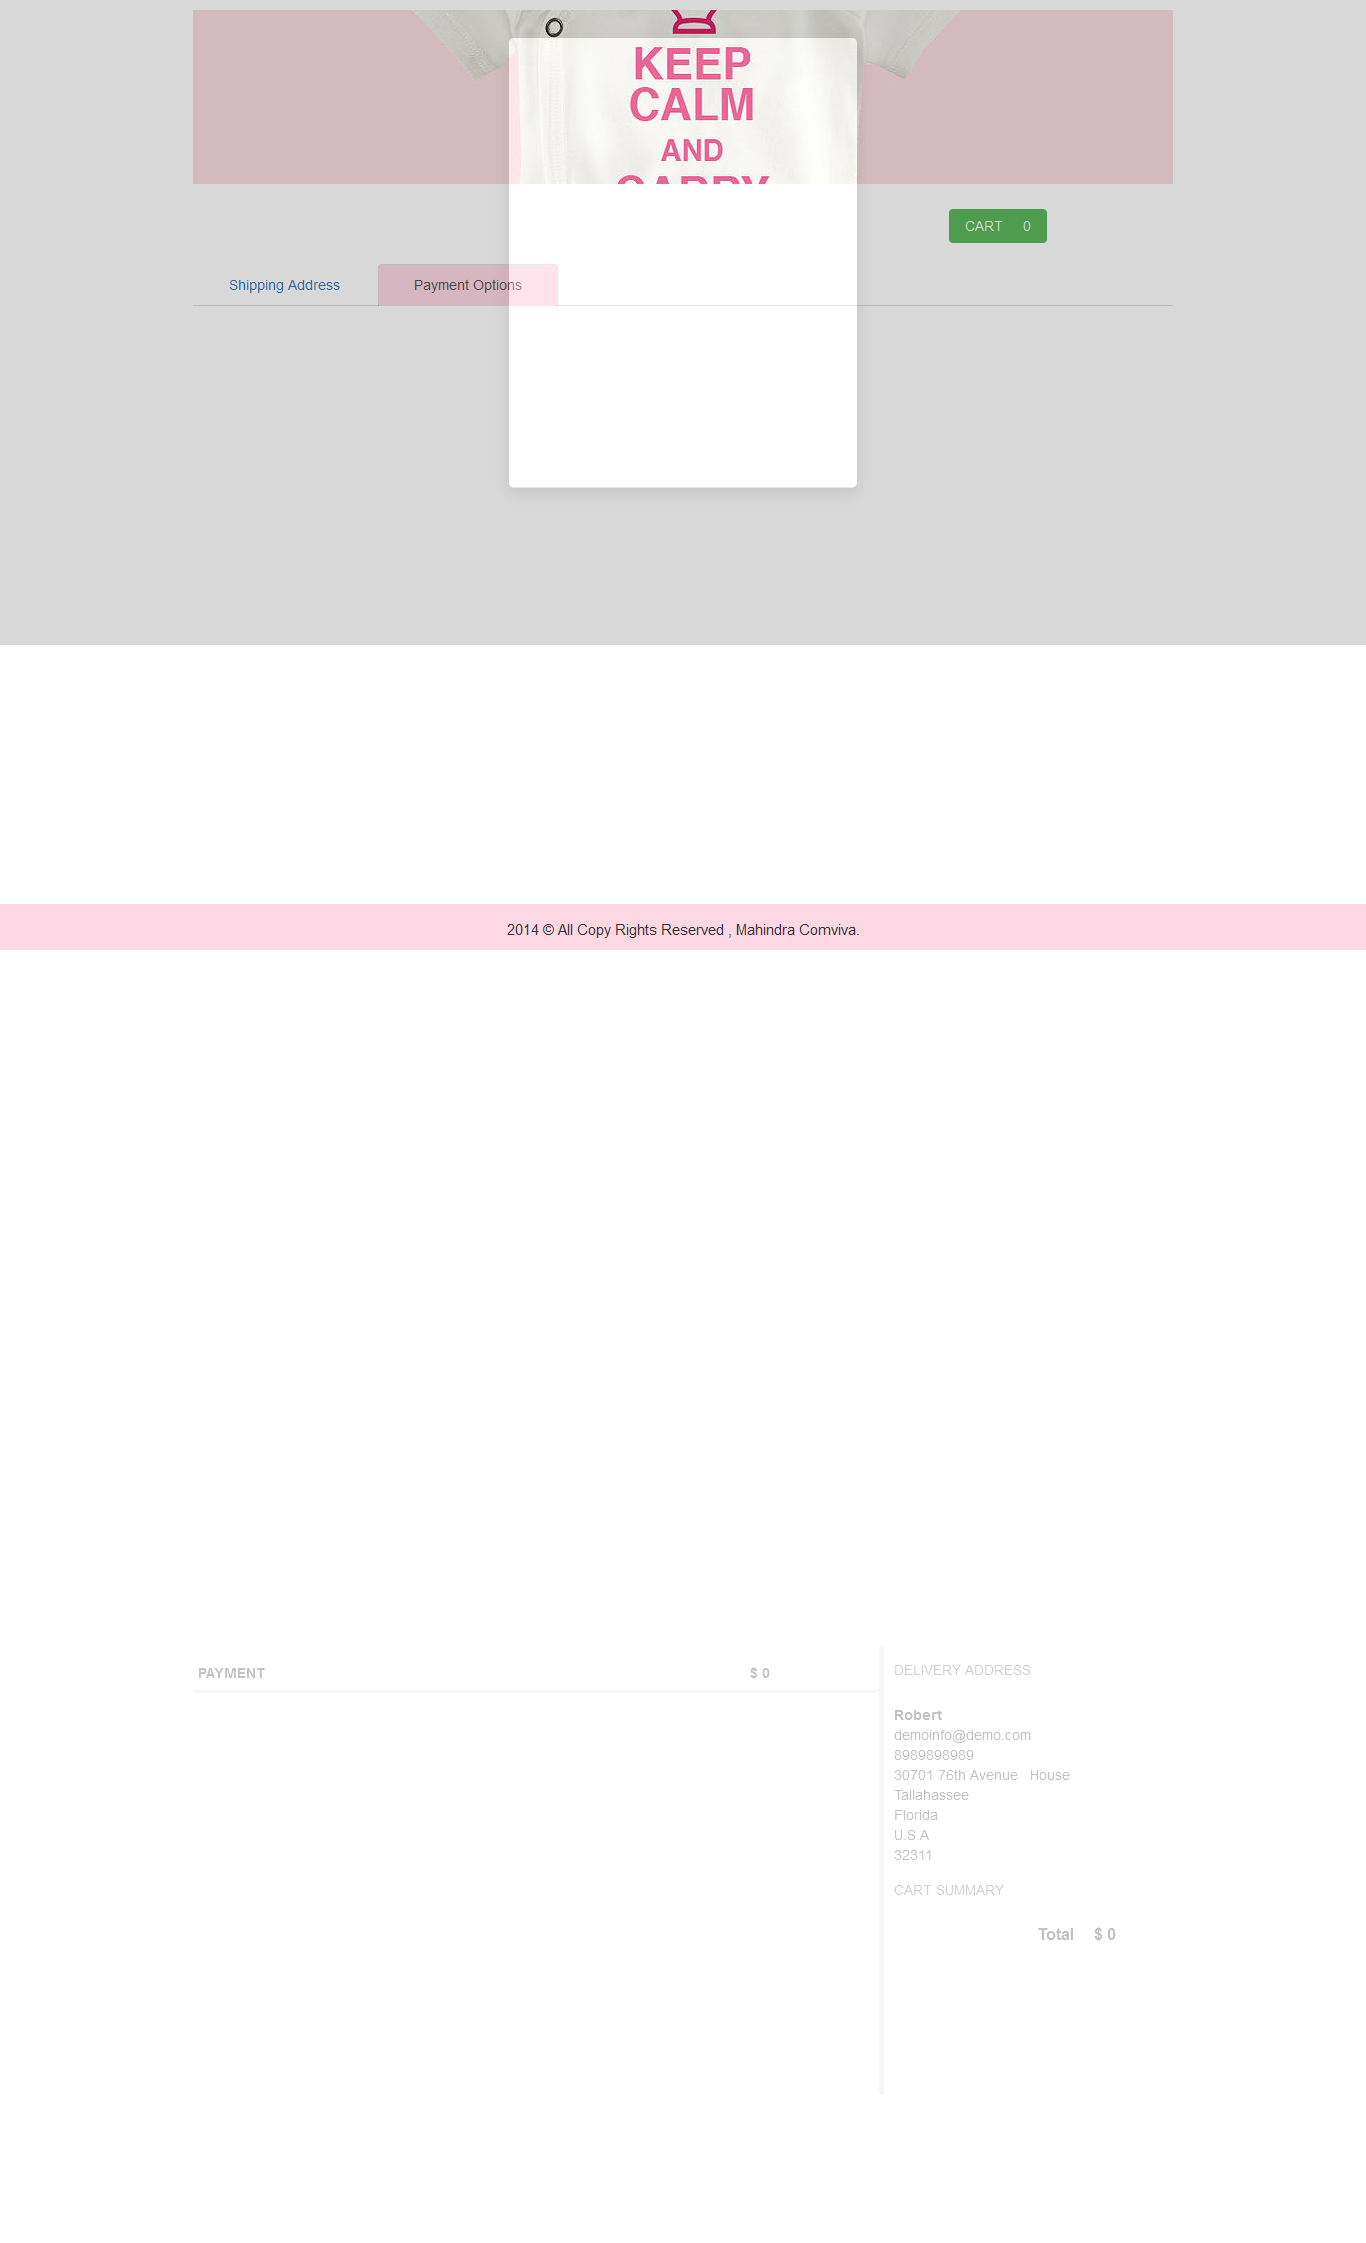 KEEP
CALM
AND
CARRY
CART 0
Shipping Address
Payment Options
2014 © All Copy Rights Reserved , Mahindra Comviva.
PAYMENT $ 0
DELIVERY ADDRESS
Robert
demoinfo@demo.com
8989898989
30701 76th Avenue House
Tallahassee
Florida
U.S.A
32311
CART SUMMARY
Total $ 0